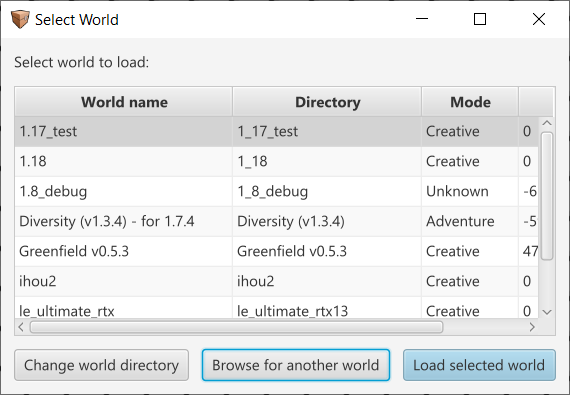 Select World
Select world to load:
World name Directory Mode
1.17_test 1_17_test Creative 0
1.18 1_18 Creative 0
1.8_debug 1_8_debug Unknown -6
Diversity (v1.3.4) - for 1.7.4 Diversity (v1.3.4) Adventure -5
Greenfield v0.5.3 Greenfield v0.5.3 Creative 47
ihou2 ihou2 Creative 0
le_ultimate_rtx le_ultimate_rtx13 Creative 0
Change world directory Browse for another world Load selected world